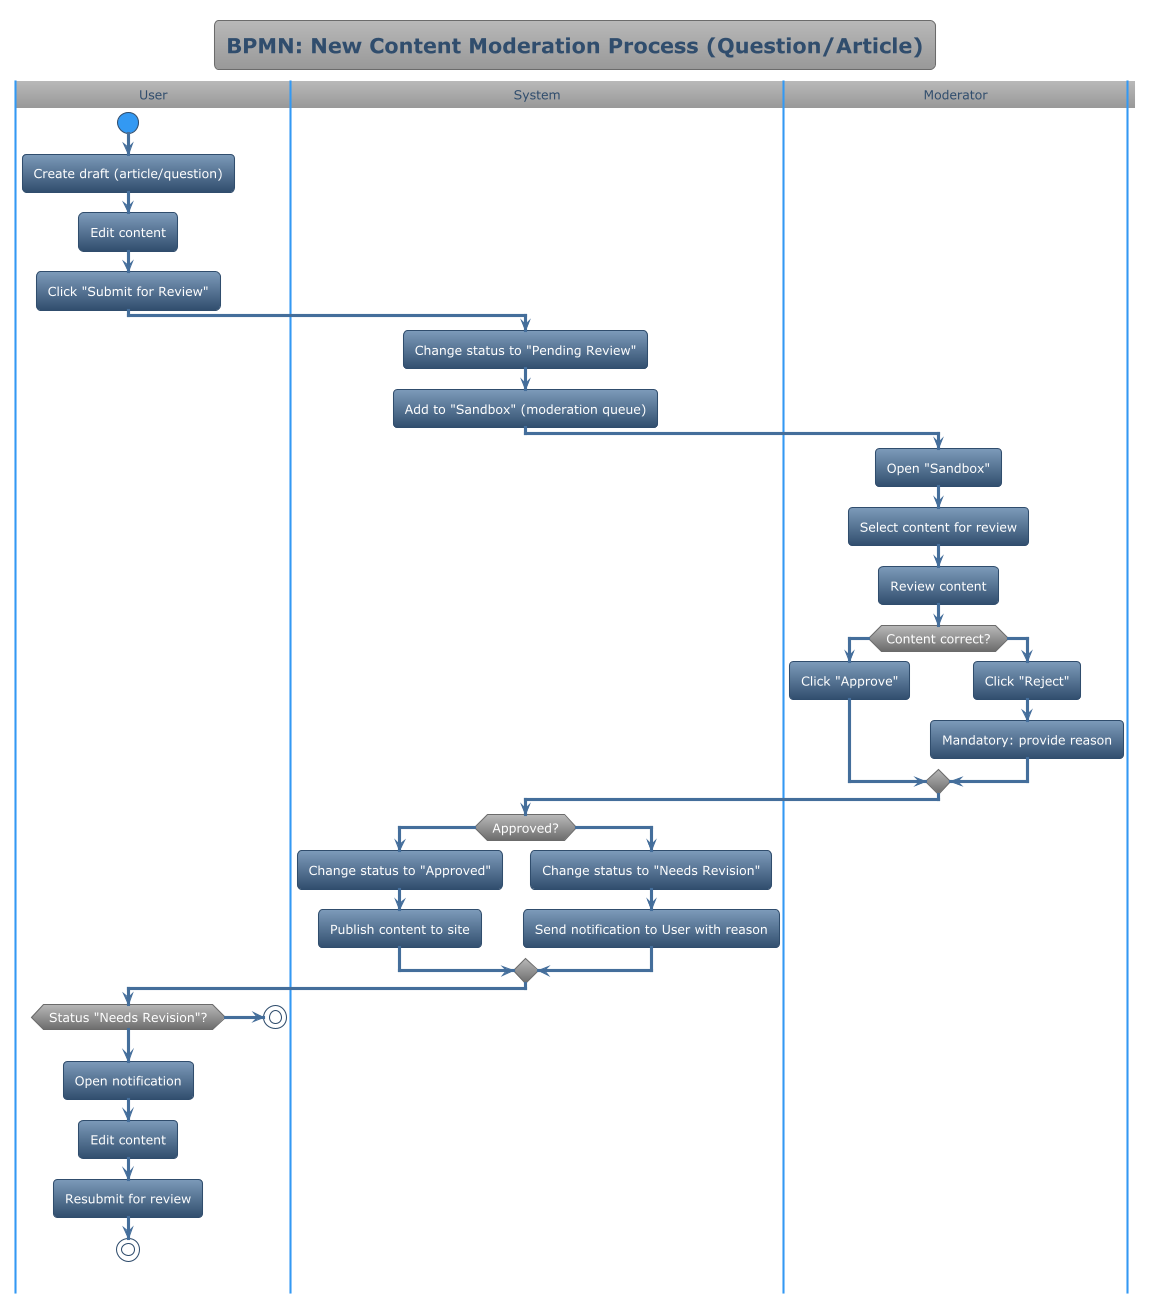 BPMN: New Content Moderation Process (Question/Article)
User
System
Moderator
Create draft (article/question)
Edit content
Click "Submit for Review"
Change status to "Pending Review"
Add to "Sandbox" (moderation queue)
Open "Sandbox"
Select content for review
Review content
Content correct?
Click "Approve"
Click "Reject"
Mandatory: provide reason
Approved?
Change status to "Approved"
Change status to "Needs Revision"
Publish content to site
Send notification to User with reason
Status "Needs Revision"?
Open notification
Edit content
Resubmit for review